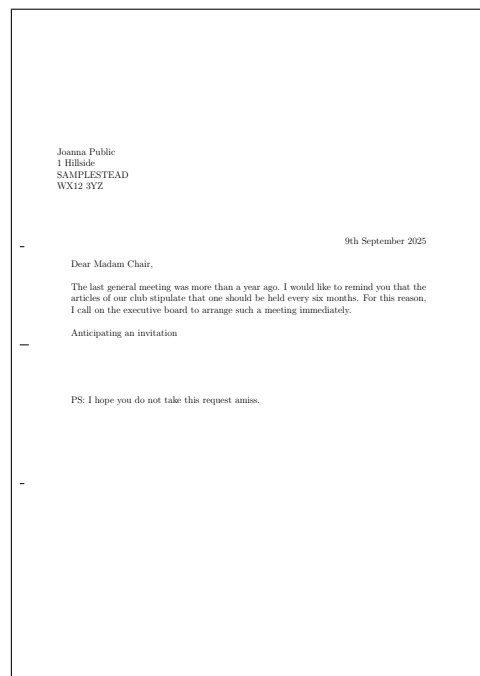 Joanna Public
1 Hillside
SAMPLESTEAD
WX12 3YZ
9th September 2025
Dear Madam Chair,
The last general meeting was more than a year ago. I would like to remind you that the
articles of our club stipulate that one should be held every six months. For this reason,
I call on the executive board to arrange such a meeting immediately.
Anticipating an invitation
PS: I hope you do not take this request amiss.